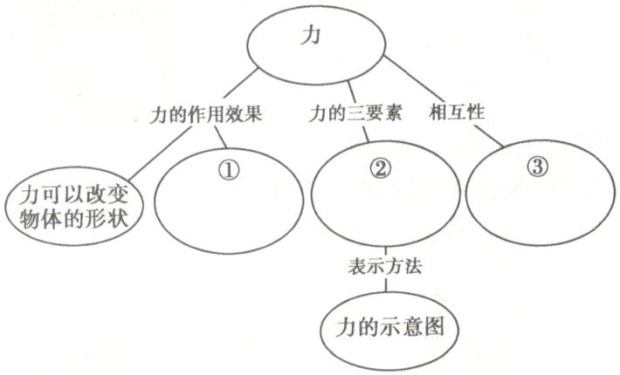 力
力的作用效果
力的三要素
相互性
力可以改变
物体的形状
①
②
③
表示方法
力的示意图